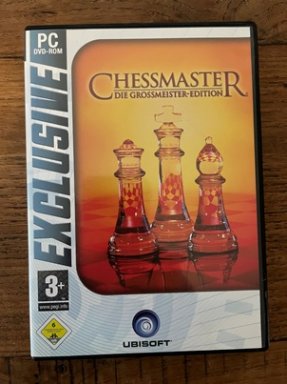 PC
DVD-ROM
EXCLUSIVE
CHESSMASTER
DIE GROSSMEISTER-EDITION
3+
www.pegi.info
6
UBISOFT